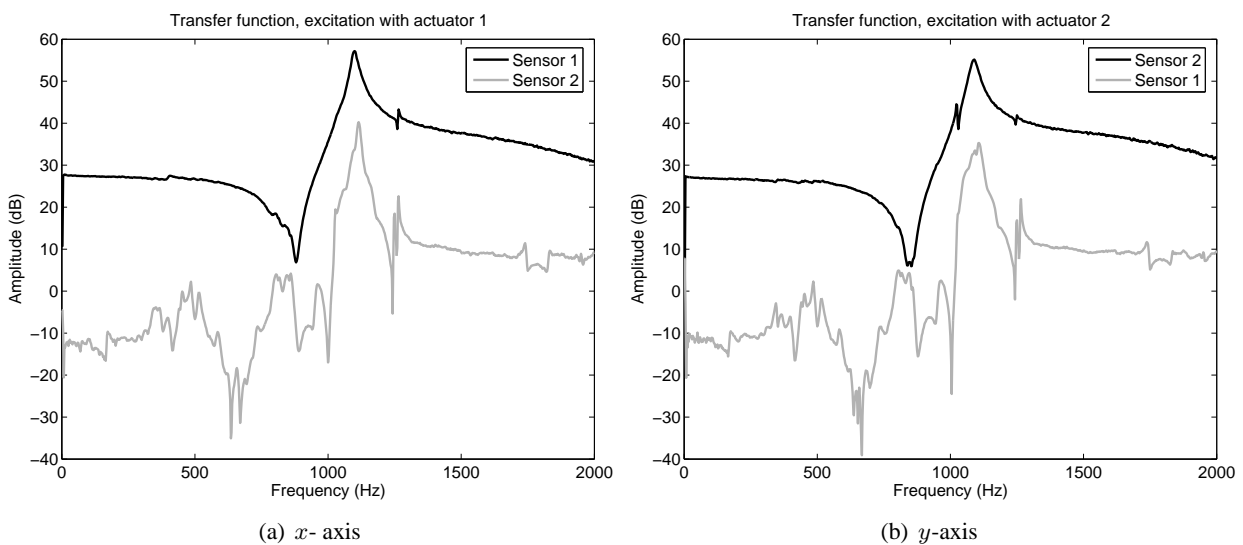 Transfer function, excitation with actuator 1
60
50
40
30
20
10
0
−10
−20
−30
−40
Amplitude (dB)
Sensor 1
Sensor 2
0
500
1000
1500
2000
Frequency (Hz)
(a) x- axis
Transfer function, excitation with actuator 2
60
50
40
30
20
10
0
−10
−20
−30
−40
Amplitude (dB)
Sensor 2
Sensor 1
0
500
1000
1500
2000
Frequency (Hz)
(b) y-axis